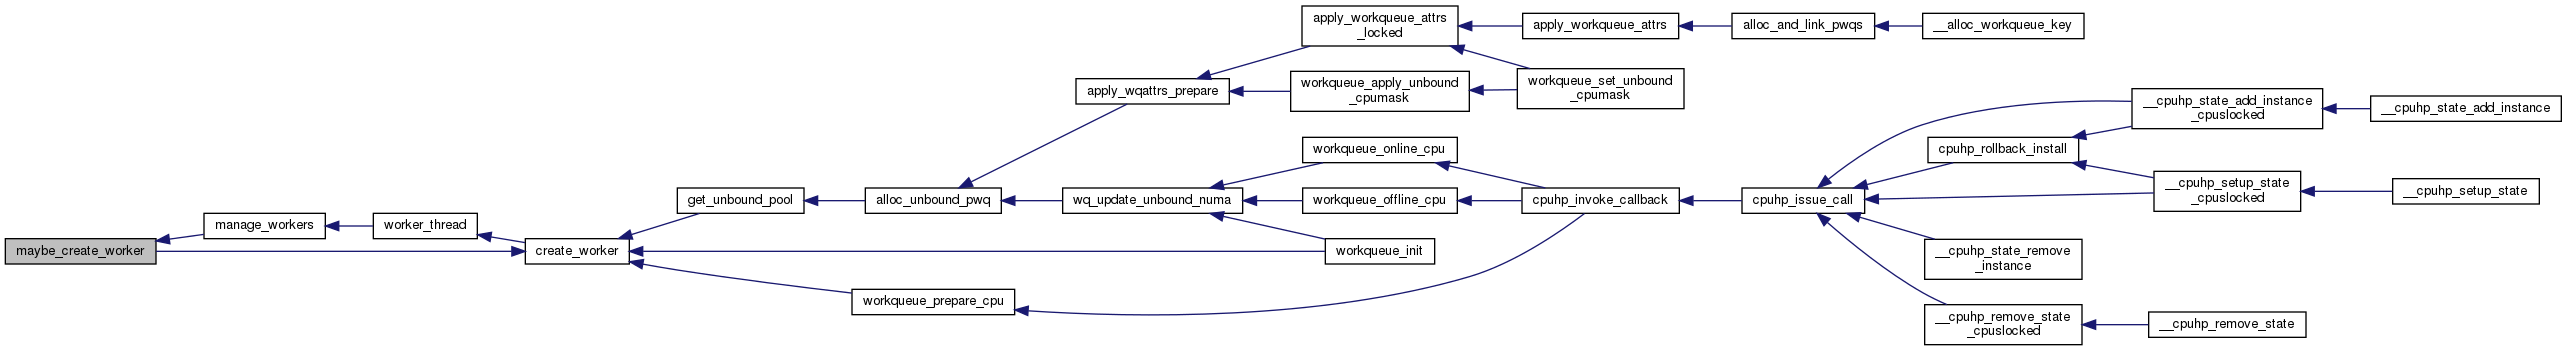 apply_workqueue_attrs
_locked
apply_workqueue_attrs
alloc_and_link_pwqs
__alloc_workqueue_key
apply_wqattrs_prepare
workqueue_apply_unbound
_cpumask
workqueue_set_unbound
_cpumask
__cpuhp_state_add_instance
_cpuslocked
__cpuhp_state_add_instance
workqueue_online_cpu
cpuhp_rollback_install
get_unbound_pool
alloc_unbound_pwq
wq_update_unbound_numa
workqueue_offline_cpu
cpuhp_invoke_callback
cpuhp_issue_call
__cpuhp_setup_state
_cpuslocked
__cpuhp_setup_state
manage_workers
worker_thread
maybe_create_worker
create_worker
workqueue_init
__cpuhp_state_remove
_instance
workqueue_prepare_cpu
__cpuhp_remove_state
_cpuslocked
__cpuhp_remove_state